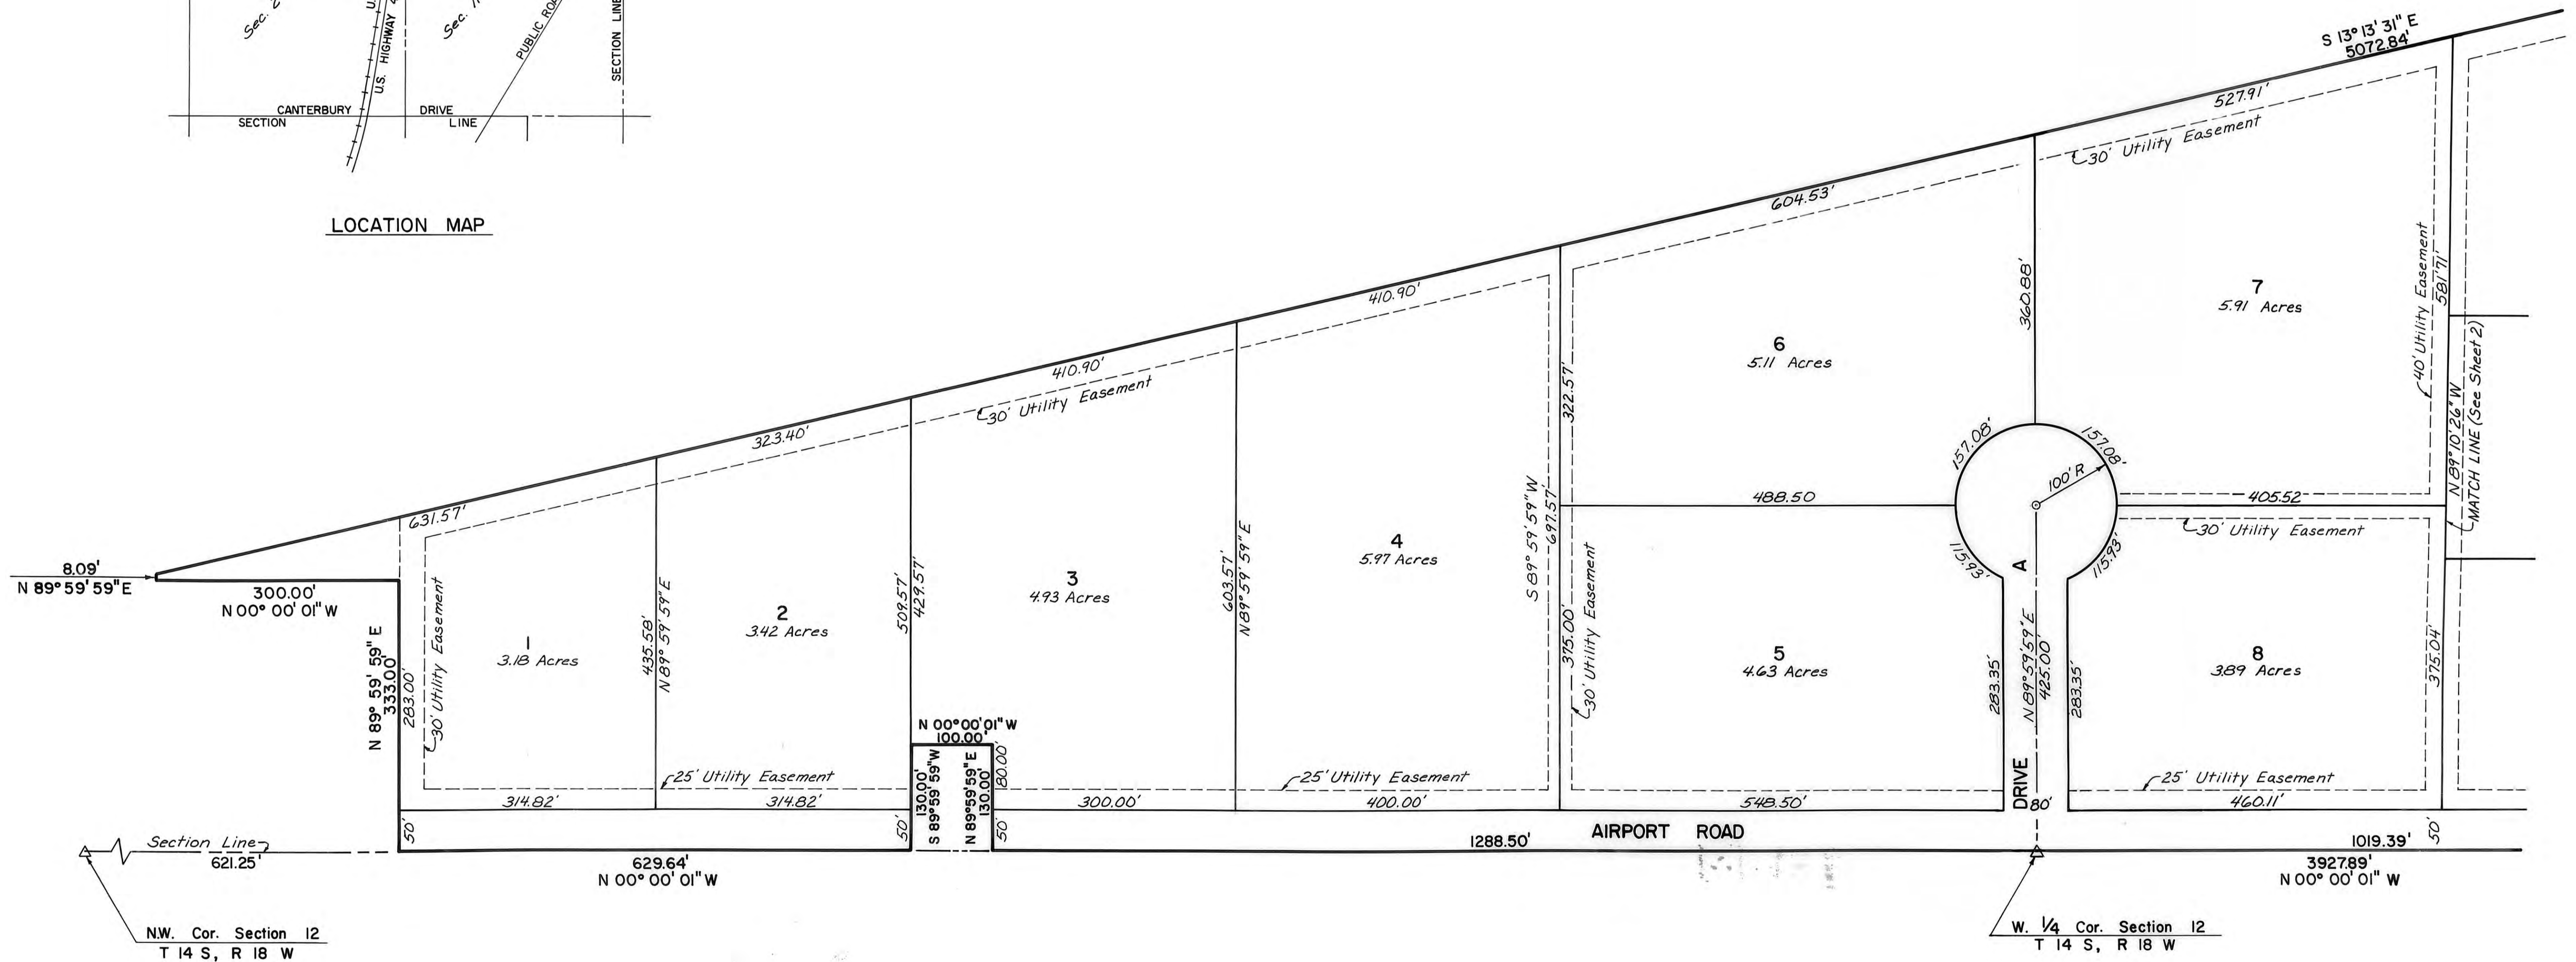 Sec.
U.S. HIGHWAY
Sec.
PUBLIC
SECTION LINE
CANTERBURY DRIVE
SECTION LINE
LOCATION MAP
S 13° 13' 31" E
5072.84'
527.91'
30' Utility Easement
604.53'
410.90'
410.90'
30' Utility Easement
323.40'
631.57'
8.09'
N 89° 59' 59" E
300.00'
N 00° 00' 01" W
N 89° 59' 59" E
333.00'
283.00'
30' Utility Easement
1
3.18 Acres
435.58'
N 89° 59' 59" E
2
3.42 Acres
509.57'
429.57'
3
4.93 Acres
603.57'
N 89° 59' 59" E
4
5.97 Acres
S 89° 59' 59" W
697.57'
322.57'
375.00'
30' Utility Easement
6
5.11 Acres
360.88'
7
5.91 Acres
40' Utility Easement
581.71'
N 89° 10' 26" W
MATCH LINE (See Sheet 2)
157.08'
157.08'
100' R
488.50
405.52
30' Utility Easement
115.93'
115.93'
5
4.63 Acres
283.35'
DRIVE A
N 89° 59' 59" E
425.00'
283.35'
8
3.89 Acres
375.04'
N 00° 00' 01" W
100.00'
130.00'
S 89° 59' 59" W
N 89° 59' 59" E
130.00'
80.00'
25' Utility Easement
25' Utility Easement
25' Utility Easement
314.82'
314.82'
300.00'
400.00'
548.50'
80'
460.11'
50'
50'
50'
50'
AIRPORT ROAD
Section Line
621.25'
629.64'
N 00° 00' 01" W
1288.50'
1019.39'
3927.89'
N 00° 00' 01" W
N.W. Cor. Section 12
T 14 S, R 18 W
W. 1/4 Cor. Section 12
T 14 S, R 18 W